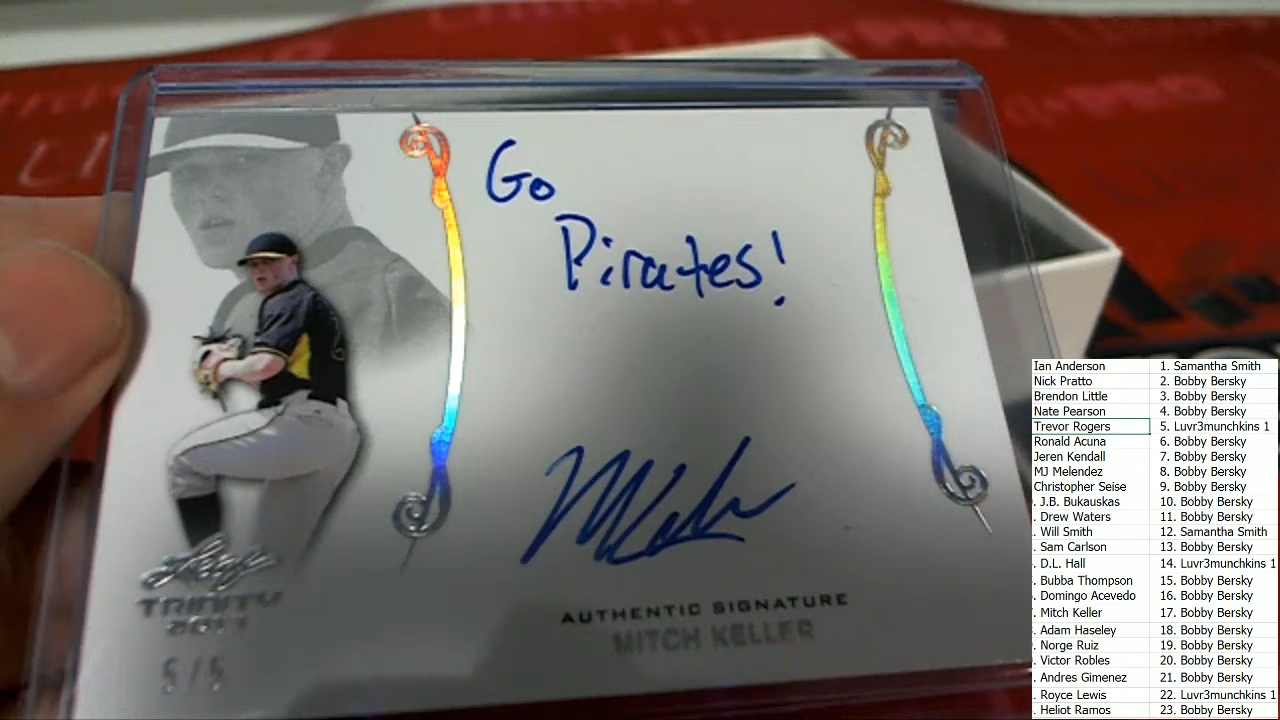 Go
Pirates!
Leaf
TRINITY
AUTHENTIC SIGNATURE
MITCH KELLER
5/5
Ian Anderson 1. Samantha Smith
Nick Pratto 2. Bobby Bersky
Brendon Little 3. Bobby Bersky
Nate Pearson 4. Bobby Bersky
Trevor Rogers 5. Luvr3munchkins 1
Ronald Acuna 6. Bobby Bersky
Jeren Kendall 7. Bobby Bersky
MJ Melendez 8. Bobby Bersky
Christopher Seise 9. Bobby Bersky
. J.B. Bukauskas 10. Bobby Bersky
. Drew Waters 11. Bobby Bersky
. Will Smith 12. Samantha Smith
. Sam Carlson 13. Bobby Bersky
. D.L. Hall 14. Luvr3munchkins 1
. Bubba Thompson 15. Bobby Bersky
. Domingo Acevedo 16. Bobby Bersky
. Mitch Keller 17. Bobby Bersky
. Adam Haseley 18. Bobby Bersky
. Norge Ruiz 19. Bobby Bersky
. Victor Robles 20. Bobby Bersky
. Andres Gimenez 21. Bobby Bersky
. Royce Lewis 22. Luvr3munchkins 1
. Heliot Ramos 23. Bobby Bersky